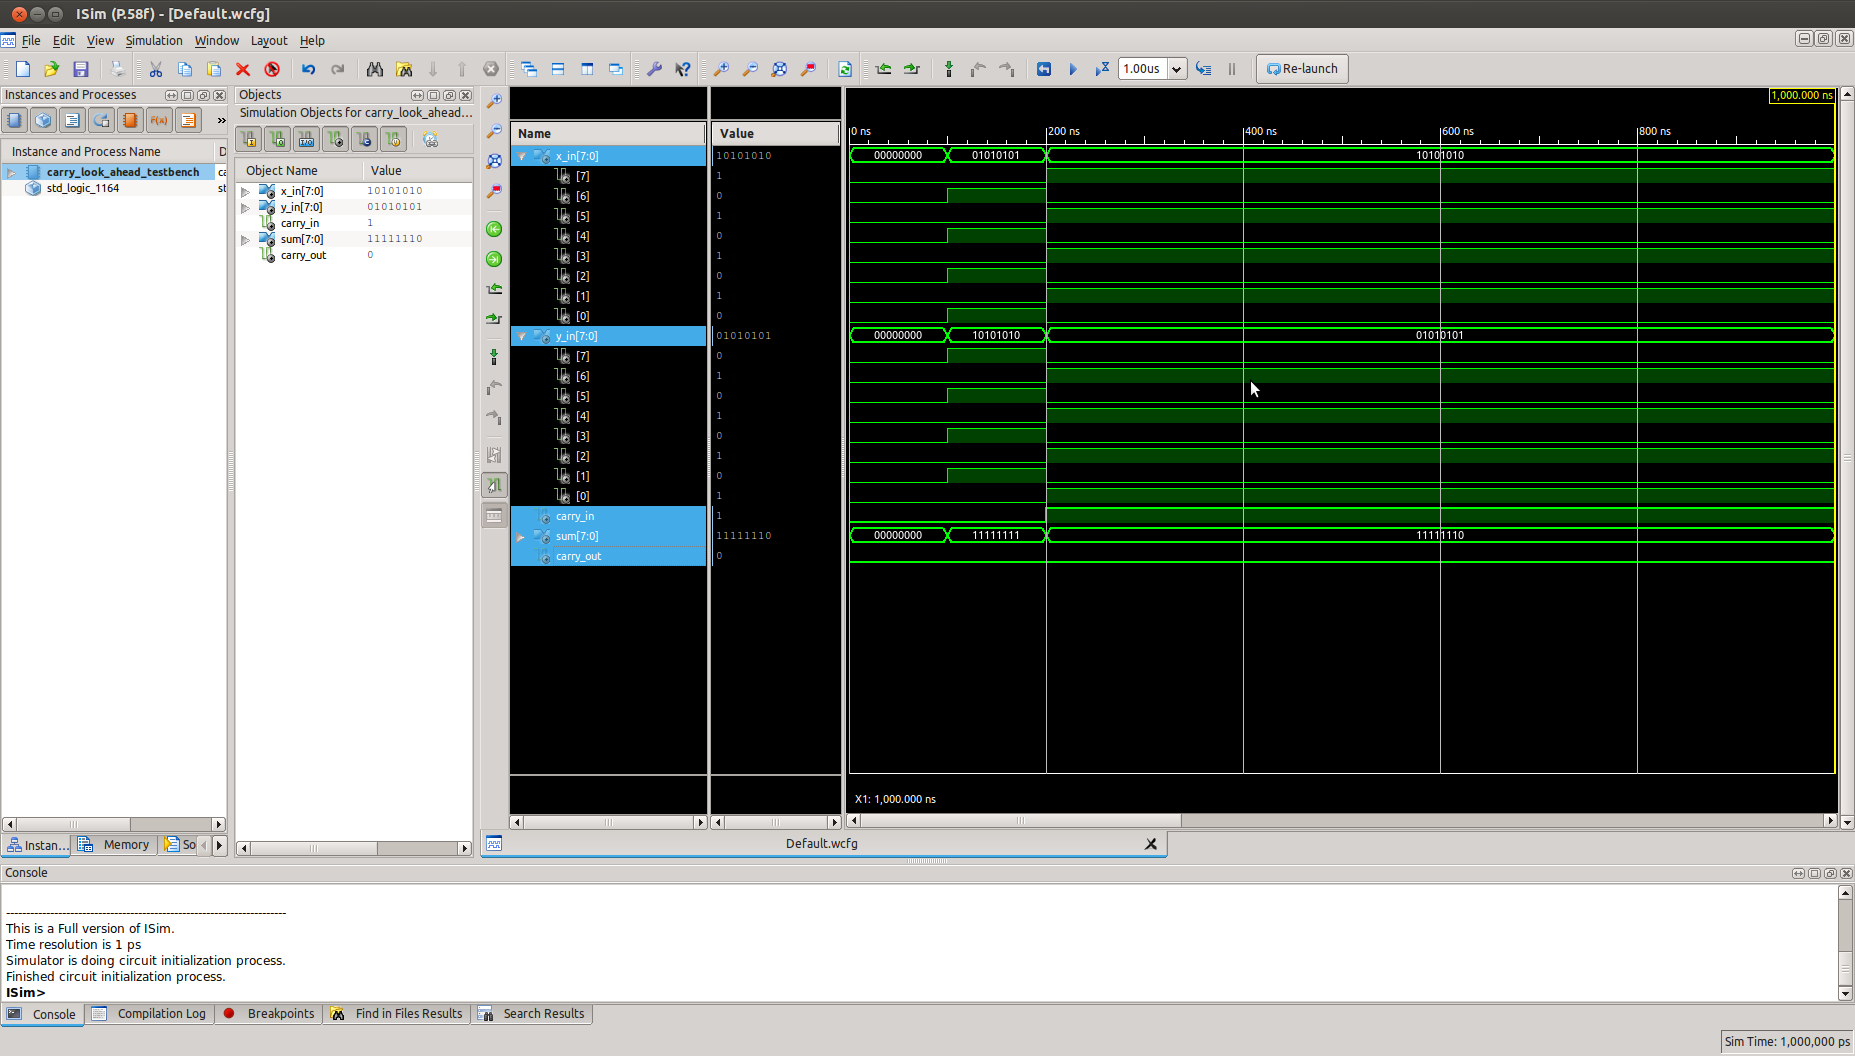 ISim (P.58f) - [Default.wcfg]
File Edit View Simulation Window Layout Help
1.00us
Re-launch
Instances and Processes
f(x)
»
Instance and Process Name
carry_look_ahead_testbench
std_logic_1164
Instan...
Memory
So
Objects
Simulation Objects for carry_look_ahead...
Object Name Value
x_in[7:0] 10101010
y_in[7:0] 01010101
carry_in 1
sum[7:0] 11111110
carry_out 0
Name Value
x_in[7:0] 10101010
[7] 1
[6] 0
[5] 1
[4] 0
[3] 1
[2] 0
[1] 1
[0] 0
y_in[7:0] 01010101
[7] 0
[6] 1
[5] 0
[4] 1
[3] 0
[2] 1
[1] 0
[0] 1
carry_in 1
sum[7:0] 11111110
carry_out 0
1,000.000 ns
0 ns 200 ns 400 ns 600 ns 800 ns
00000000 01010101 10101010
00000000 10101010 01010101
00000000 11111111 11111110
X1: 1,000.000 ns
Default.wcfg
Console
This is a Full version of ISim.
Time resolution is 1 ps
Simulator is doing circuit initialization process.
Finished circuit initialization process.
ISim>
Console
Compilation Log
Breakpoints
Find in Files Results
Search Results
Sim Time: 1,000,000 ps